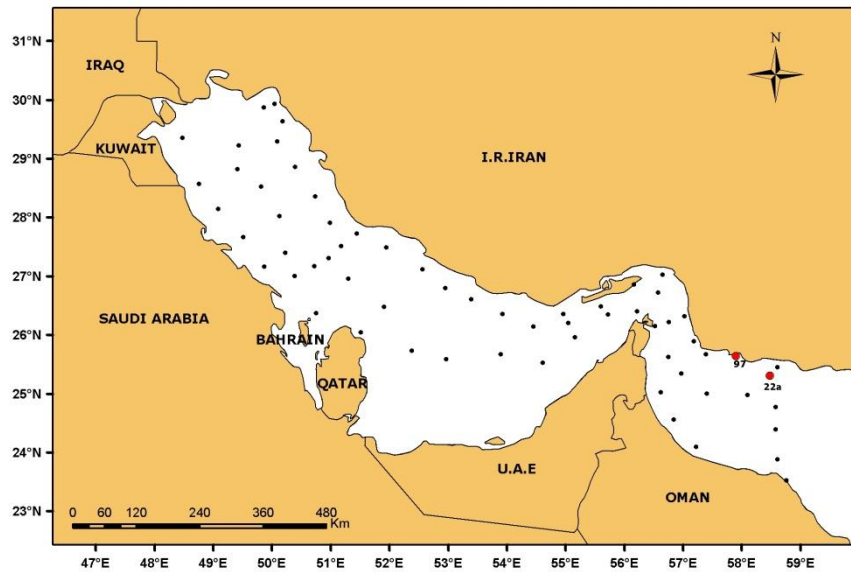 N
31°N
IRAQ
30°N
KUWAIT
29°N
I.R.IRAN
28°N
27°N
SAUDI ARABIA
26°N
BAHRAIN
97
QATAR
22a
25°N
24°N
U.A.E
OMAN
23°N
0 60 120 240 360 480
Km
47°E 48°E 49°E 50°E 51°E 52°E 53°E 54°E 55°E 56°E 57°E 58°E 59°E